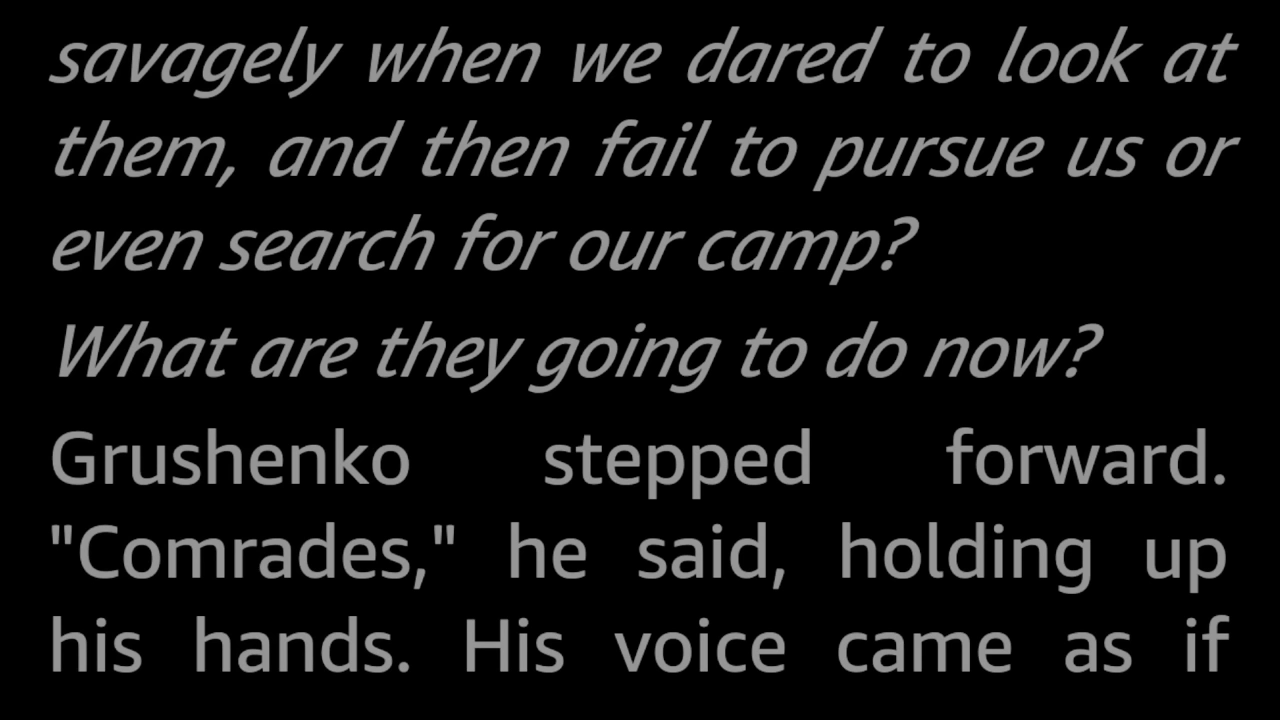 savagely when we dared to look at
them, and then fail to pursue us or
even search for our camp?
What are they going to do now?
Grushenko stepped forward.
"Comrades," he said, holding up
his hands. His voice came as if